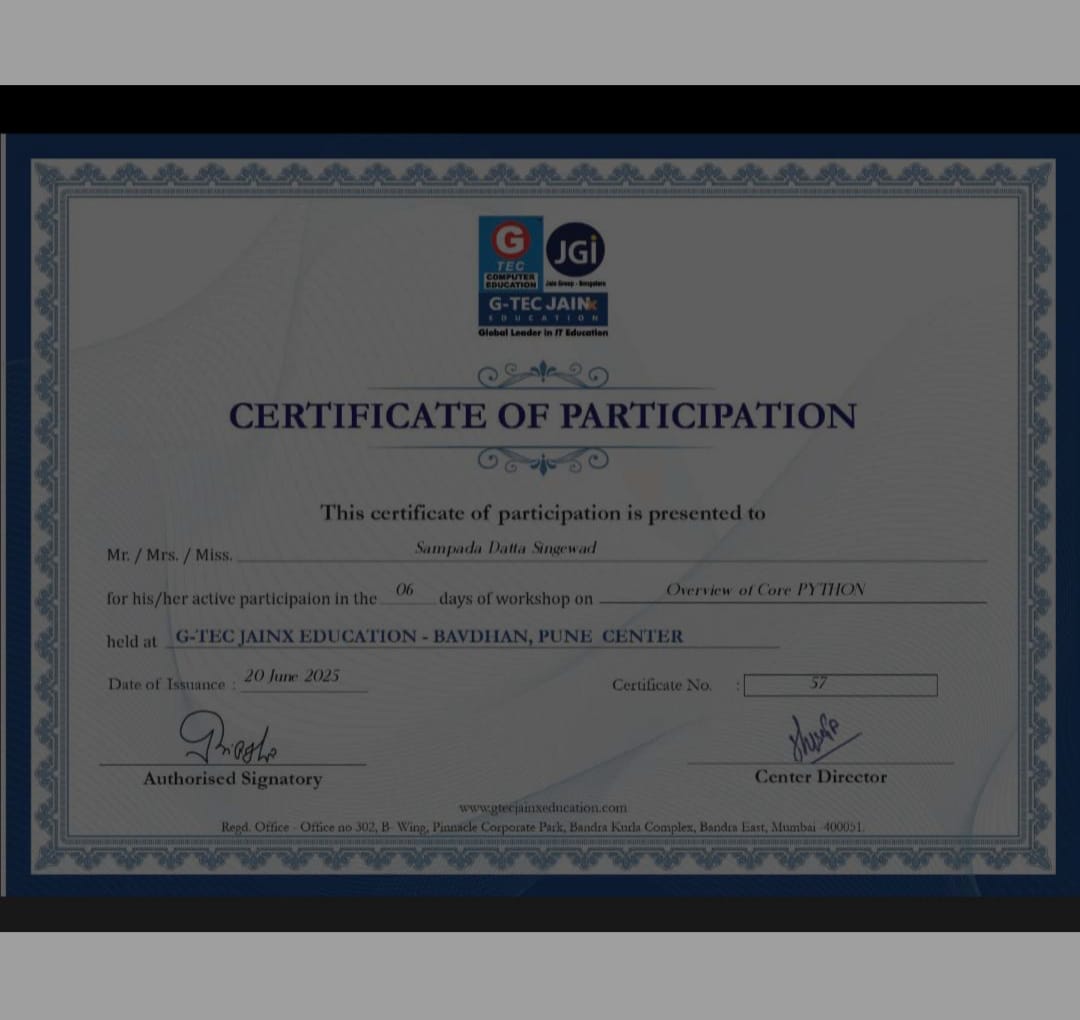 G
TEC
COMPUTER
EDUCATION
JGi
Jain Group - Bangalore
G-TEC JAINX
EDUCATION
Global Leader in IT Education
CERTIFICATE OF PARTICIPATION
This certificate of participation is presented to
Mr. / Mrs. / Miss. Sampada Datta Singewad
for his/her active participaion in the 06 days of workshop on Overview of Core PYTHON
held at G-TEC JAINX EDUCATION - BAVDHAN, PUNE CENTER
Date of Issuance : 20 June 2025 Certificate No. : 57
Authorised Signatory Center Director
www.gtecjainxeducation.com
Regd. Office - Office no 302, B- Wing, Pinnacle Corporate Park, Bandra Kurla Complex, Bandra East, Mumbai -400051.